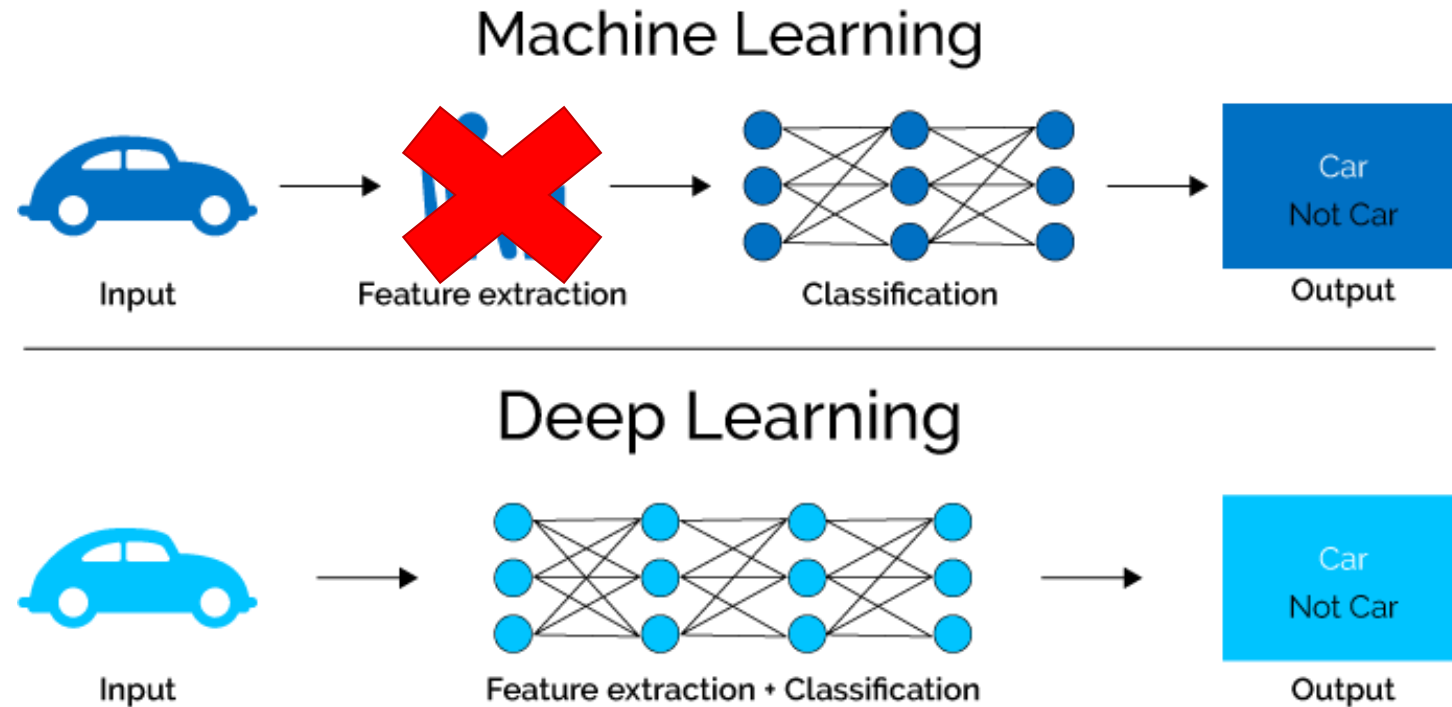 Machine Learning
Car
Not Car
Input
Feature extraction
Classification
Output
Deep Learning
Car
Not Car
Input
Feature extraction + Classification
Output